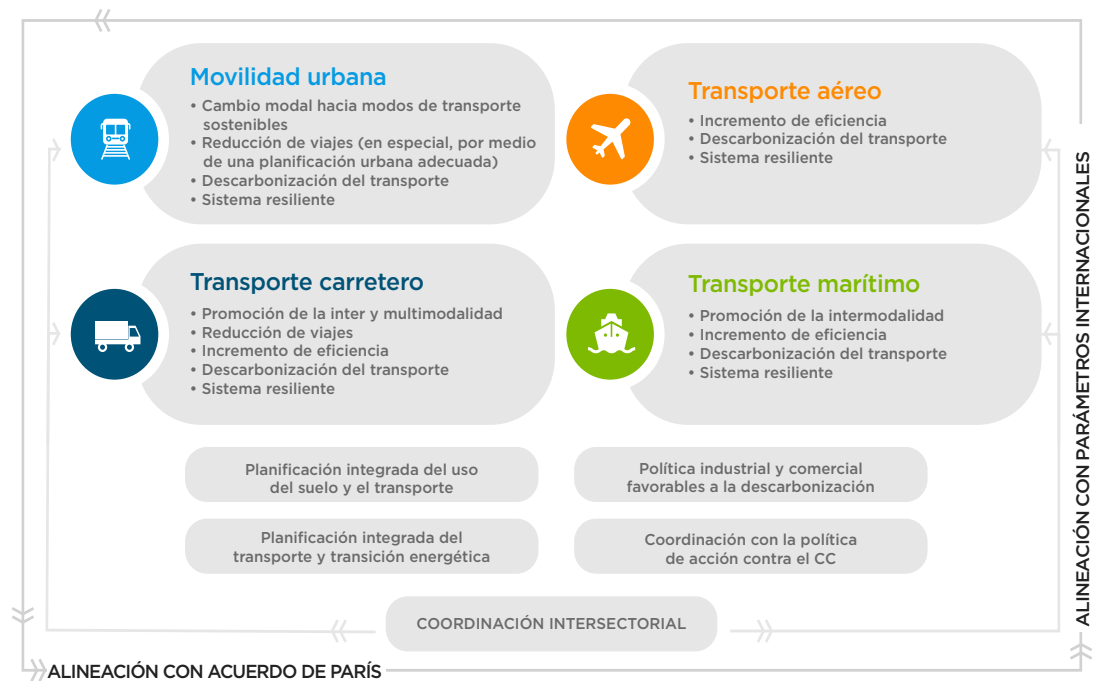 Movilidad urbana
• Cambio modal hacia modos de transporte
sostenibles
• Reducción de viajes (en especial, por medio
de una planificación urbana adecuada)
• Descarbonización del transporte
• Sistema resiliente
Transporte aéreo
• Incremento de eficiencia
• Descarbonización del transporte
• Sistema resiliente
Transporte carretero
• Promoción de la inter y multimodalidad
• Reducción de viajes
• Incremento de eficiencia
• Descarbonización del transporte
• Sistema resiliente
Transporte marítimo
• Promoción de la intermodalidad
• Incremento de eficiencia
• Descarbonización del transporte
• Sistema resiliente
Planificación integrada del uso
del suelo y el transporte
Política industrial y comercial
favorables a la descarbonización
Planificación integrada del
transporte y transición energética
Coordinación con la política
de acción contra el CC
COORDINACIÓN INTERSECTORIAL
ALINEACIÓN CON ACUERDO DE PARÍS
ALINEACIÓN CON PARÁMETROS INTERNACIONALES